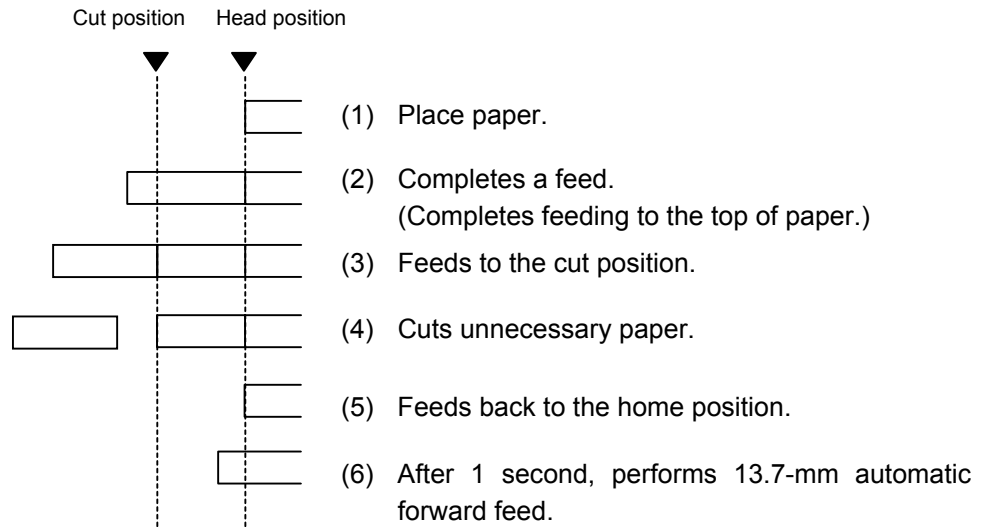 Cut position Head position
(1) Place paper.
(2) Completes a feed.
(Completes feeding to the top of paper.)
(3) Feeds to the cut position.
(4) Cuts unnecessary paper.
(5) Feeds back to the home position.
(6) After 1 second, performs 13.7-mm automatic
forward feed.